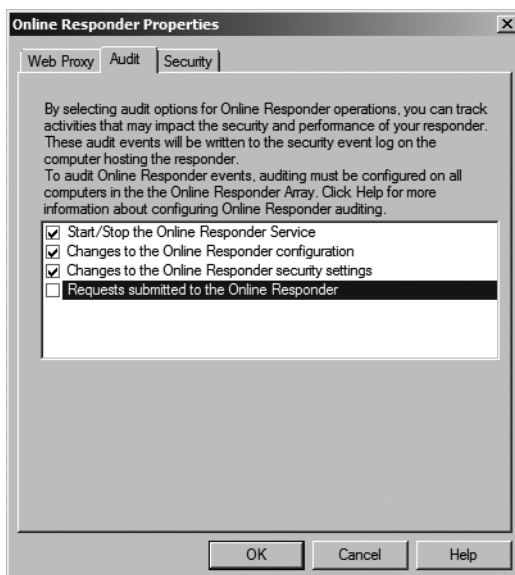 Online Responder Properties
Web Proxy Audit Security
By selecting audit options for Online Responder operations, you can track
activities that may impact the security and performance of your responder.
These audit events will be written to the security event log on the
computer hosting the responder.
To audit Online Responder events, auditing must be configured on all
computers in the the Online Responder Array. Click Help for more
information about configuring Online Responder auditing.
Start/Stop the Online Responder Service
Changes to the Online Responder configuration
Changes to the Online Responder security settings
Requests submitted to the Online Responder
OK Cancel Help